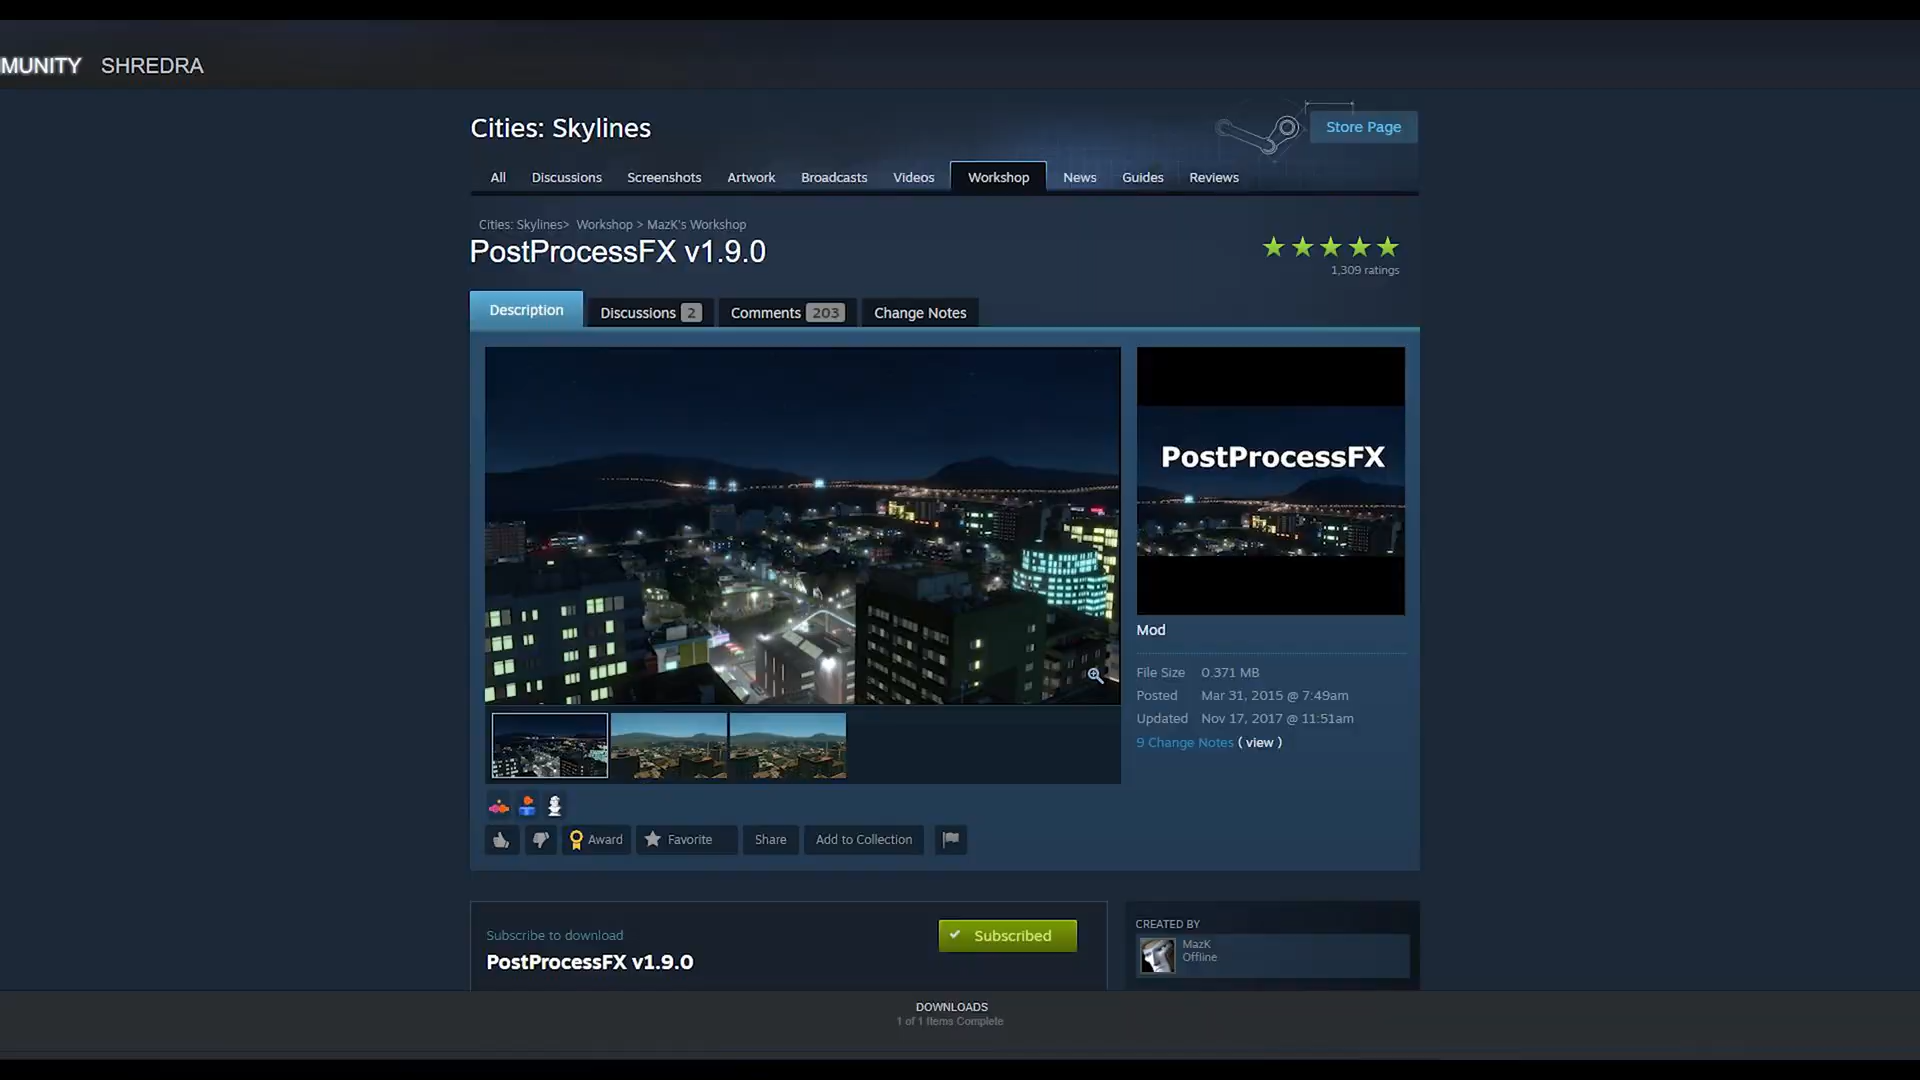 MUNITY SHREDRA
Cities: Skylines
Store Page
All Discussions Screenshots Artwork Broadcasts Videos Workshop News Guides Reviews
Cities: Skylines> Workshop > MazK's Workshop
PostProcessFX v1.9.0
1,309 ratings
Description Discussions 2 Comments 203 Change Notes
PostProcessFX
Mod
File Size 0.371 MB
Posted Mar 31, 2015 @ 7:49am
Updated Nov 17, 2017 @ 11:51am
9 Change Notes ( view )
Award Favorite Share Add to Collection
Subscribe to download
PostProcessFX v1.9.0
Subscribed
CREATED BY
MazK
Offline
DOWNLOADS
1 of 1 Items Complete